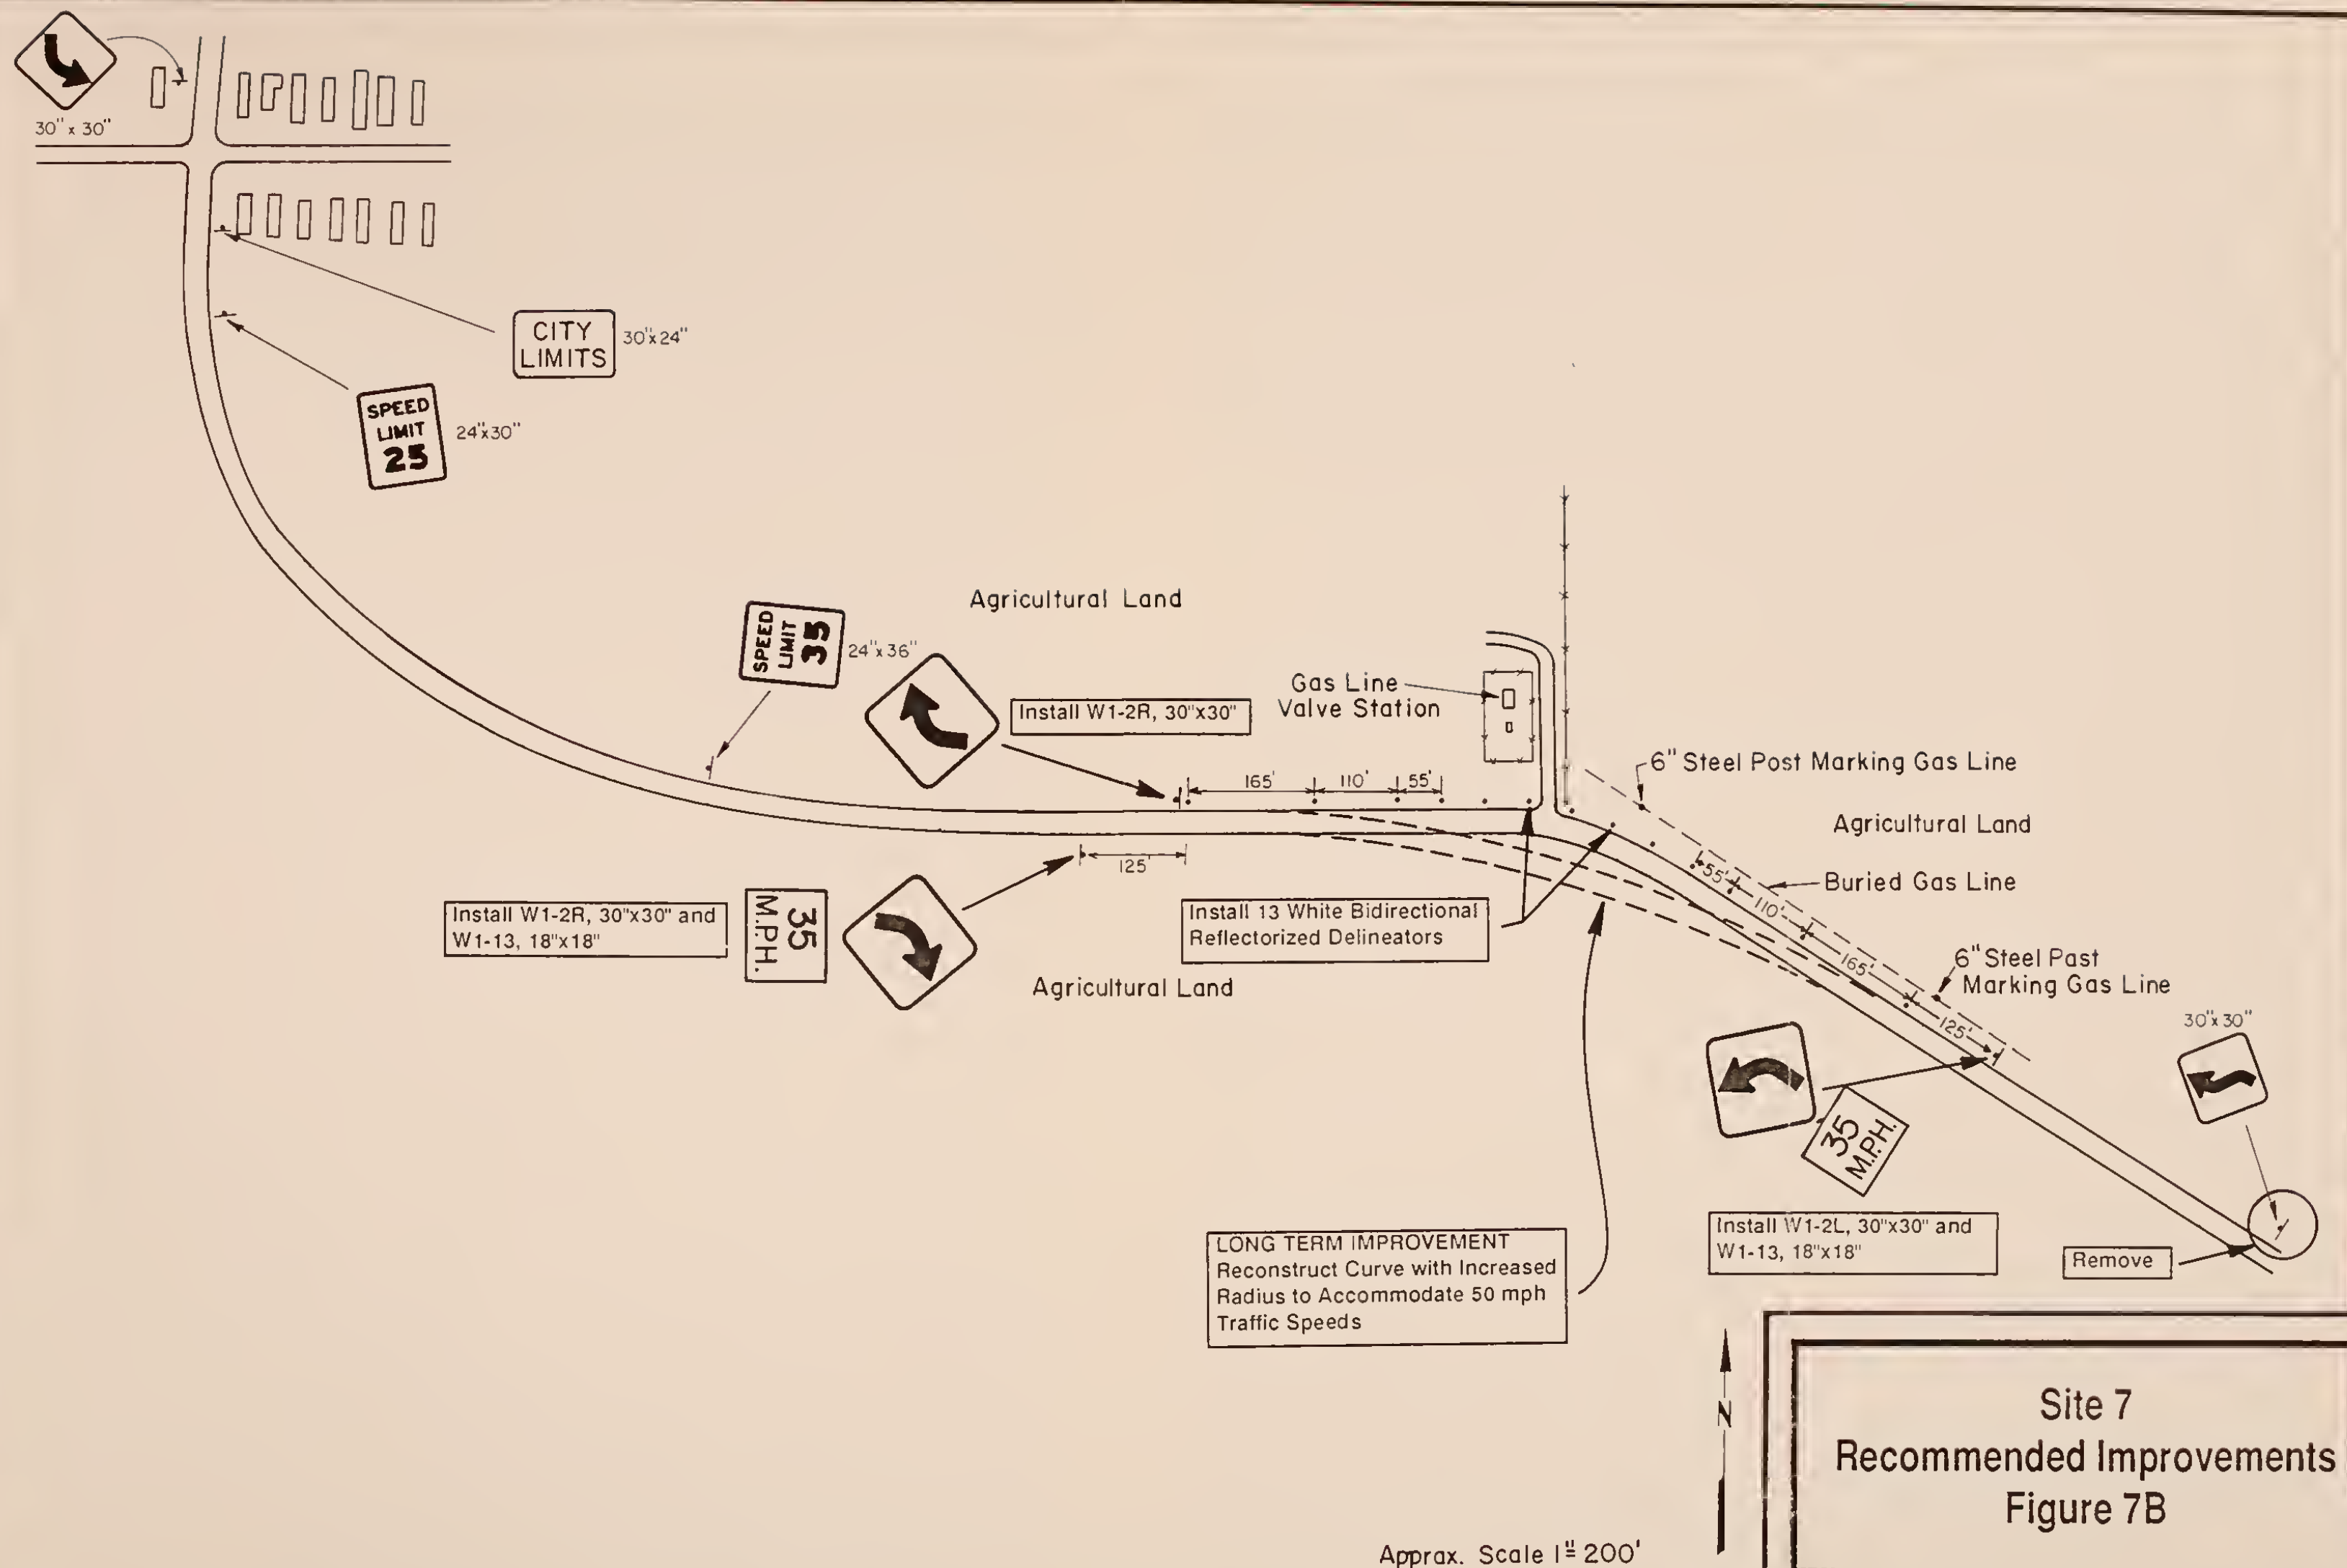 30" x 30"
CITY
LIMITS
30"x24"
SPEED
LIMIT
25
24"x30"
Agricultural Land
SPEED
LIMIT
35
24"x36"
Install W1-2R, 30"x30"
Gas Line
Valve Station
165'
110'
55'
6" Steel Post Marking Gas Line
Agricultural Land
125'
55'
110'
165'
125'
Buried Gas Line
Install W1-2R, 30"x30" and
W1-13, 18"x18"
35
M.P.H.
Install 13 White Bidirectional
Reflectorized Delineators
Agricultural Land
6" Steel Past
Marking Gas Line
30"x30"
35
M.P.H.
Install W1-2L, 30"x30" and
W1-13, 18"x18"
Remove
LONG TERM IMPROVEMENT
Reconstruct Curve with Increased
Radius to Accommodate 50 mph
Traffic Speeds
N
Site 7
Recommended Improvements
Figure 7B
Apprax. Scale 1"= 200'